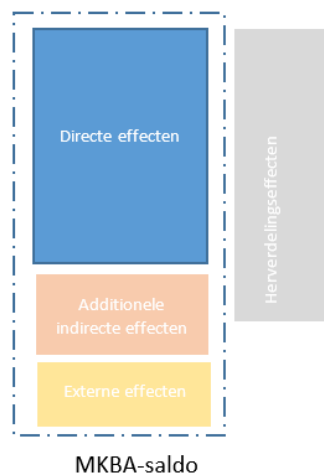 Directe effecten
Additionele
indirecte effecten
Externe effecten
Herverdelingseffecten
MKBA-saldo